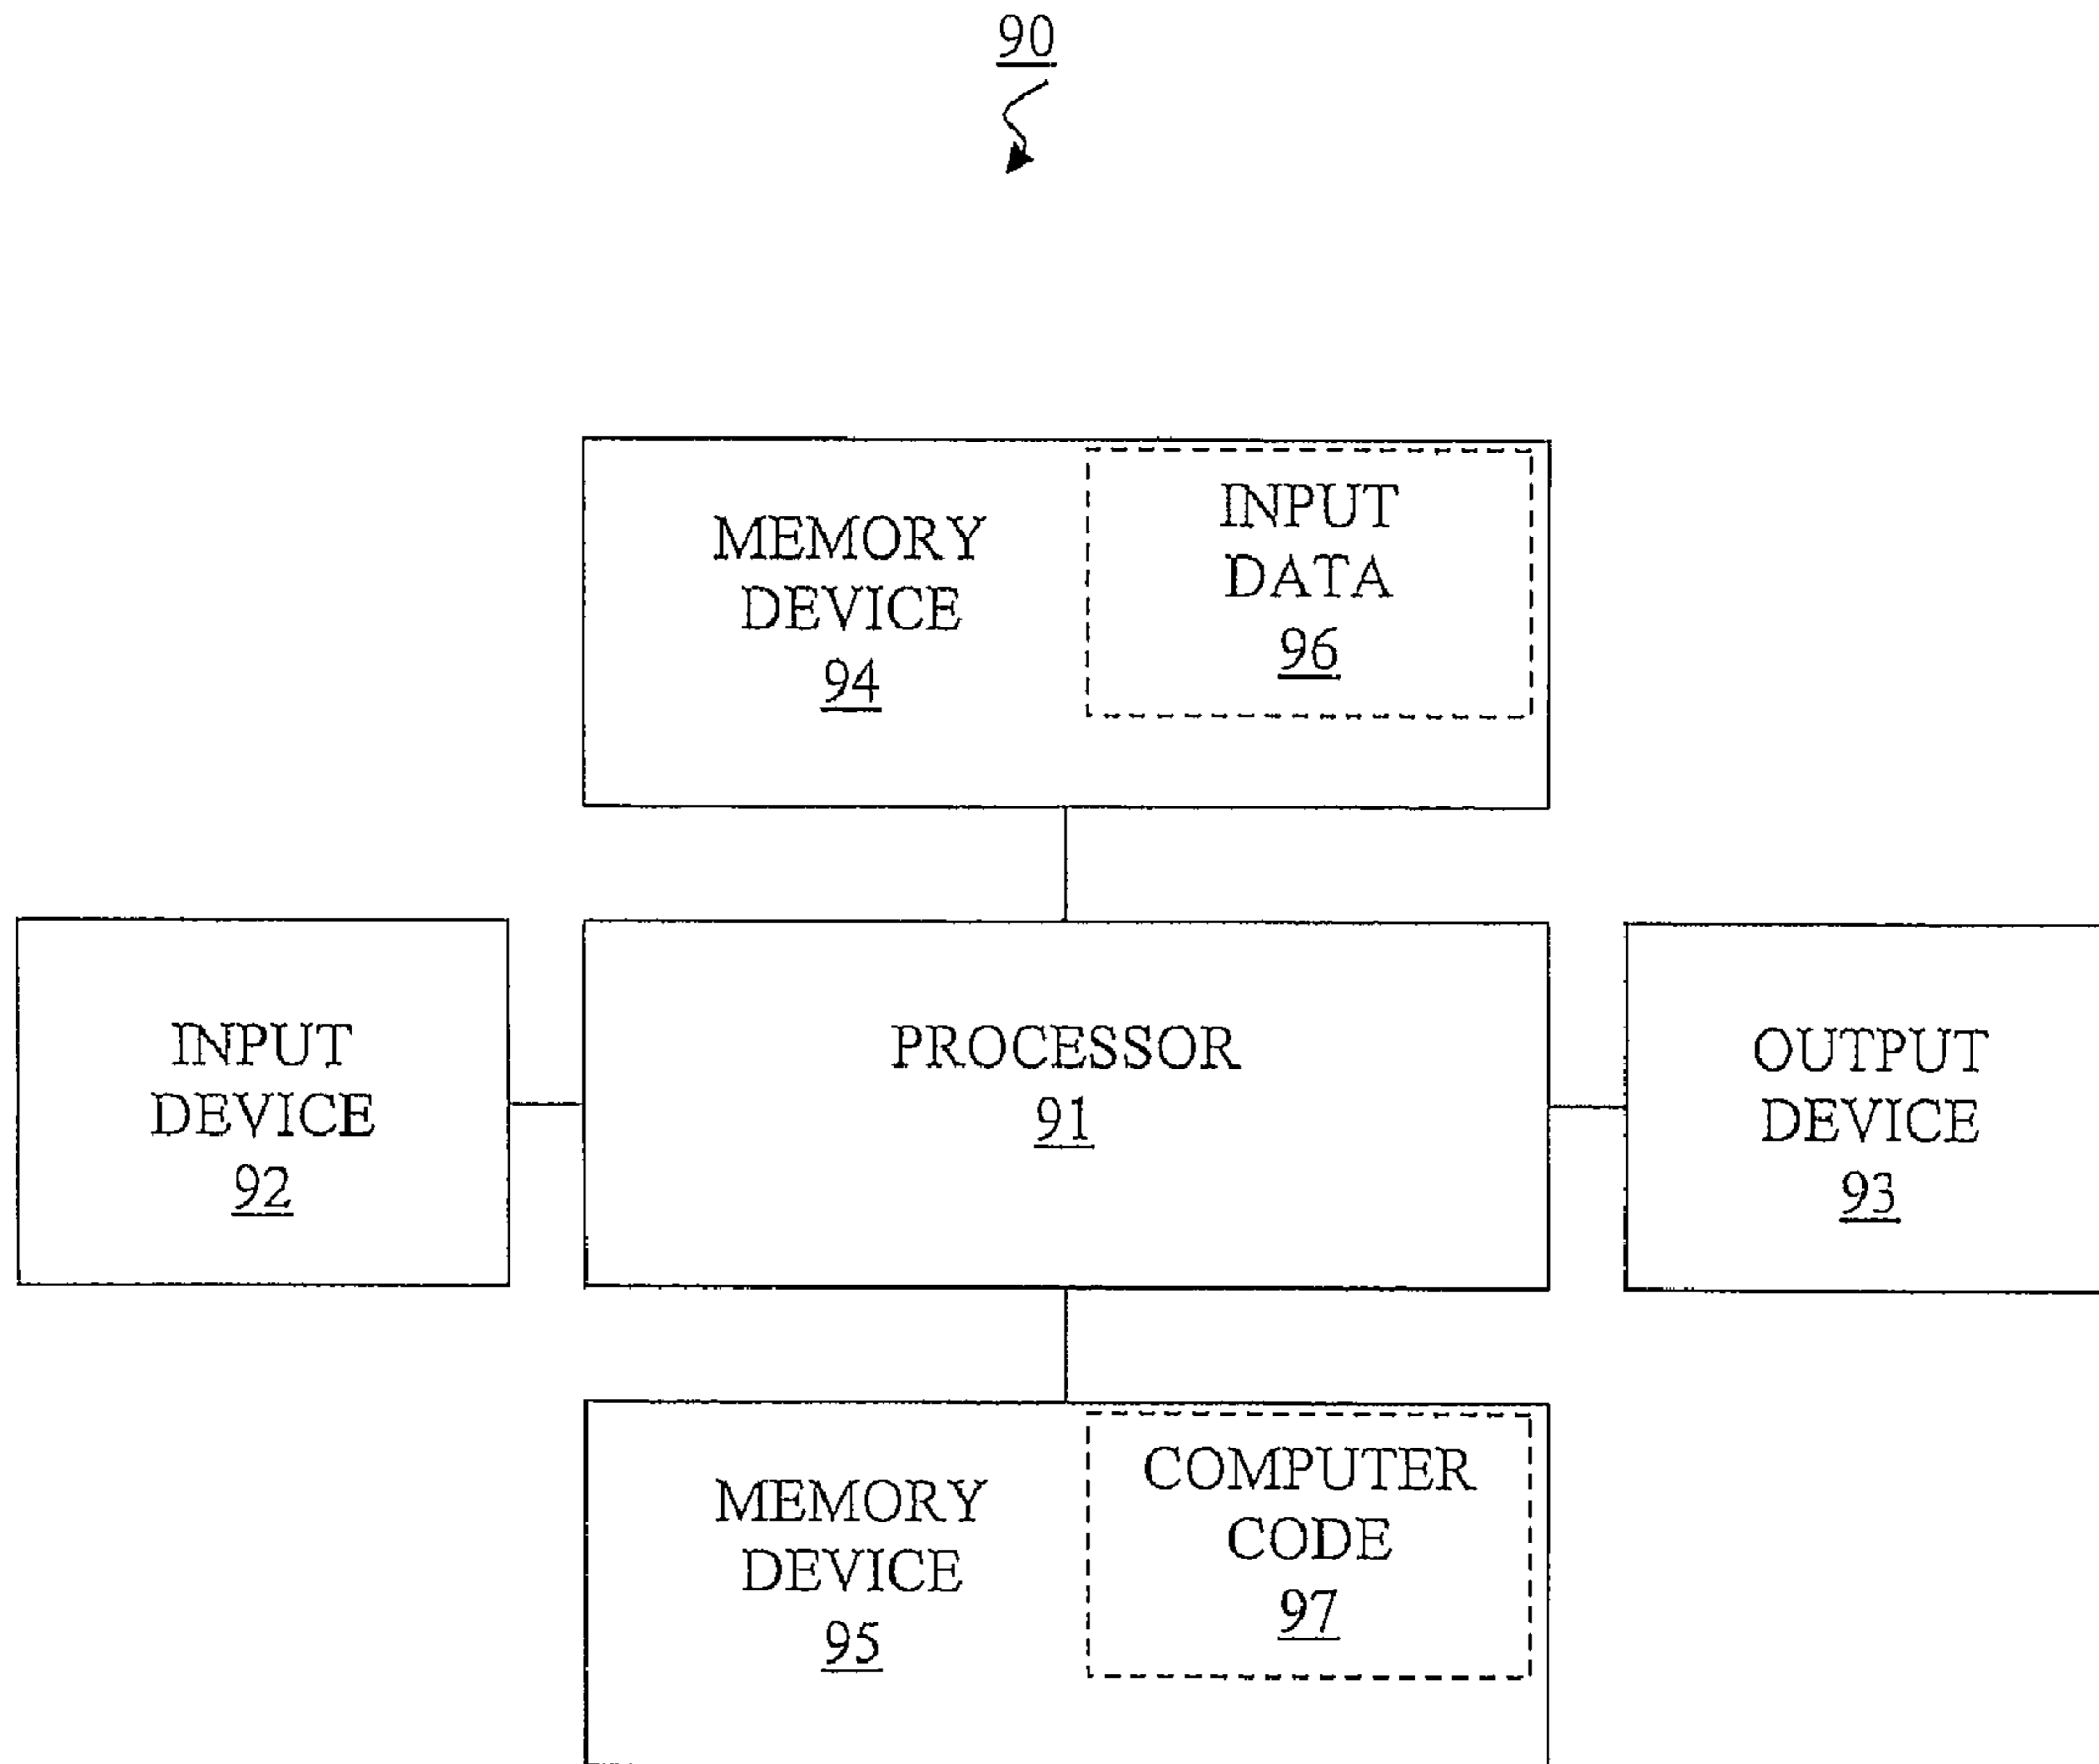 90
MEMORY
DEVICE
94
INPUT
DATA
96
INPUT
DEVICE
92
PROCESSOR
91
OUTPUT
DEVICE
93
MEMORY
DEVICE
95
COMPUTER
CODE
97